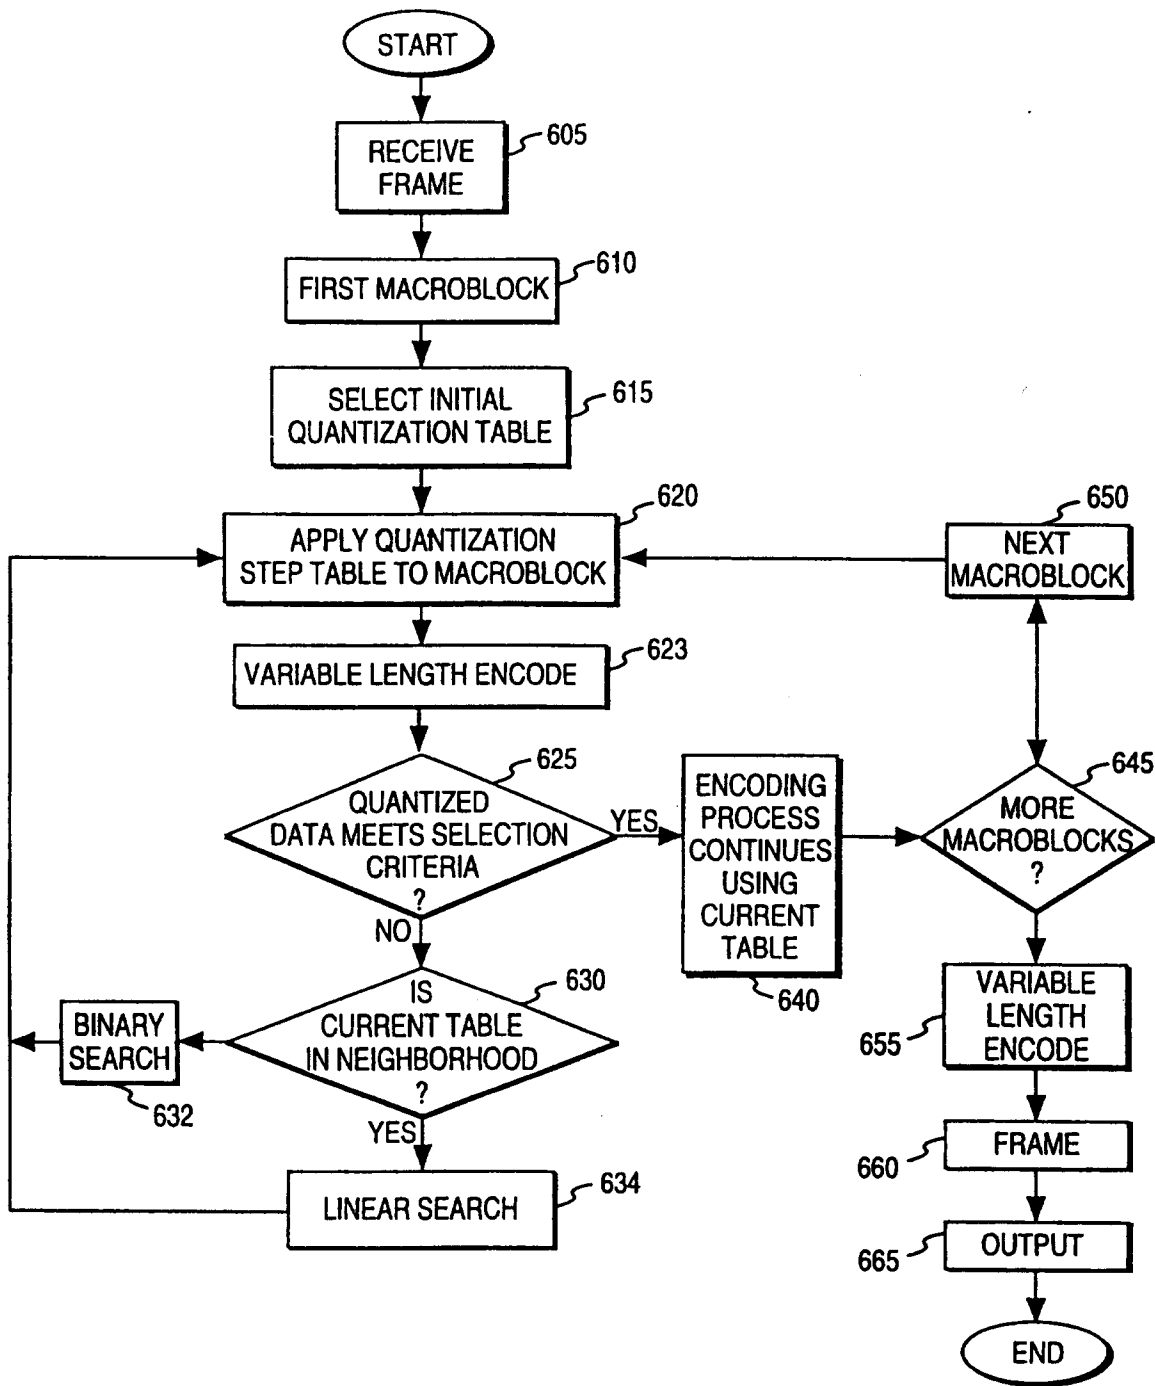 START
605
RECEIVE
FRAME
610
FIRST MACROBLOCK
615
SELECT INITIAL
QUANTIZATION TABLE
620
APPLY QUANTIZATION
STEP TABLE TO MACROBLOCK
650
NEXT
MACROBLOCK
623
VARIABLE LENGTH ENCODE
625
QUANTIZED
DATA MEETS SELECTION
CRITERIA
?
YES
NO
ENCODING
PROCESS
CONTINUES
USING
CURRENT
TABLE
640
645
MORE
MACROBLOCKS
?
630
IS
CURRENT TABLE
IN NEIGHBORHOOD
?
YES
BINARY
SEARCH
632
634
LINEAR SEARCH
VARIABLE
LENGTH
ENCODE
655
FRAME
660
OUTPUT
665
END